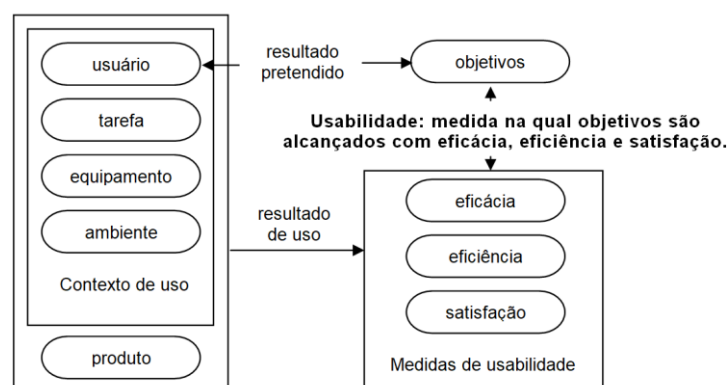 usuário
tarefa
equipamento
ambiente
Contexto de uso
produto
resultado
pretendido
objetivos
Usabilidade: medida na qual objetivos são
alcançados com eficácia, eficiência e satisfação.
resultado
de uso
eficácia
eficiência
satisfação
Medidas de usabilidade